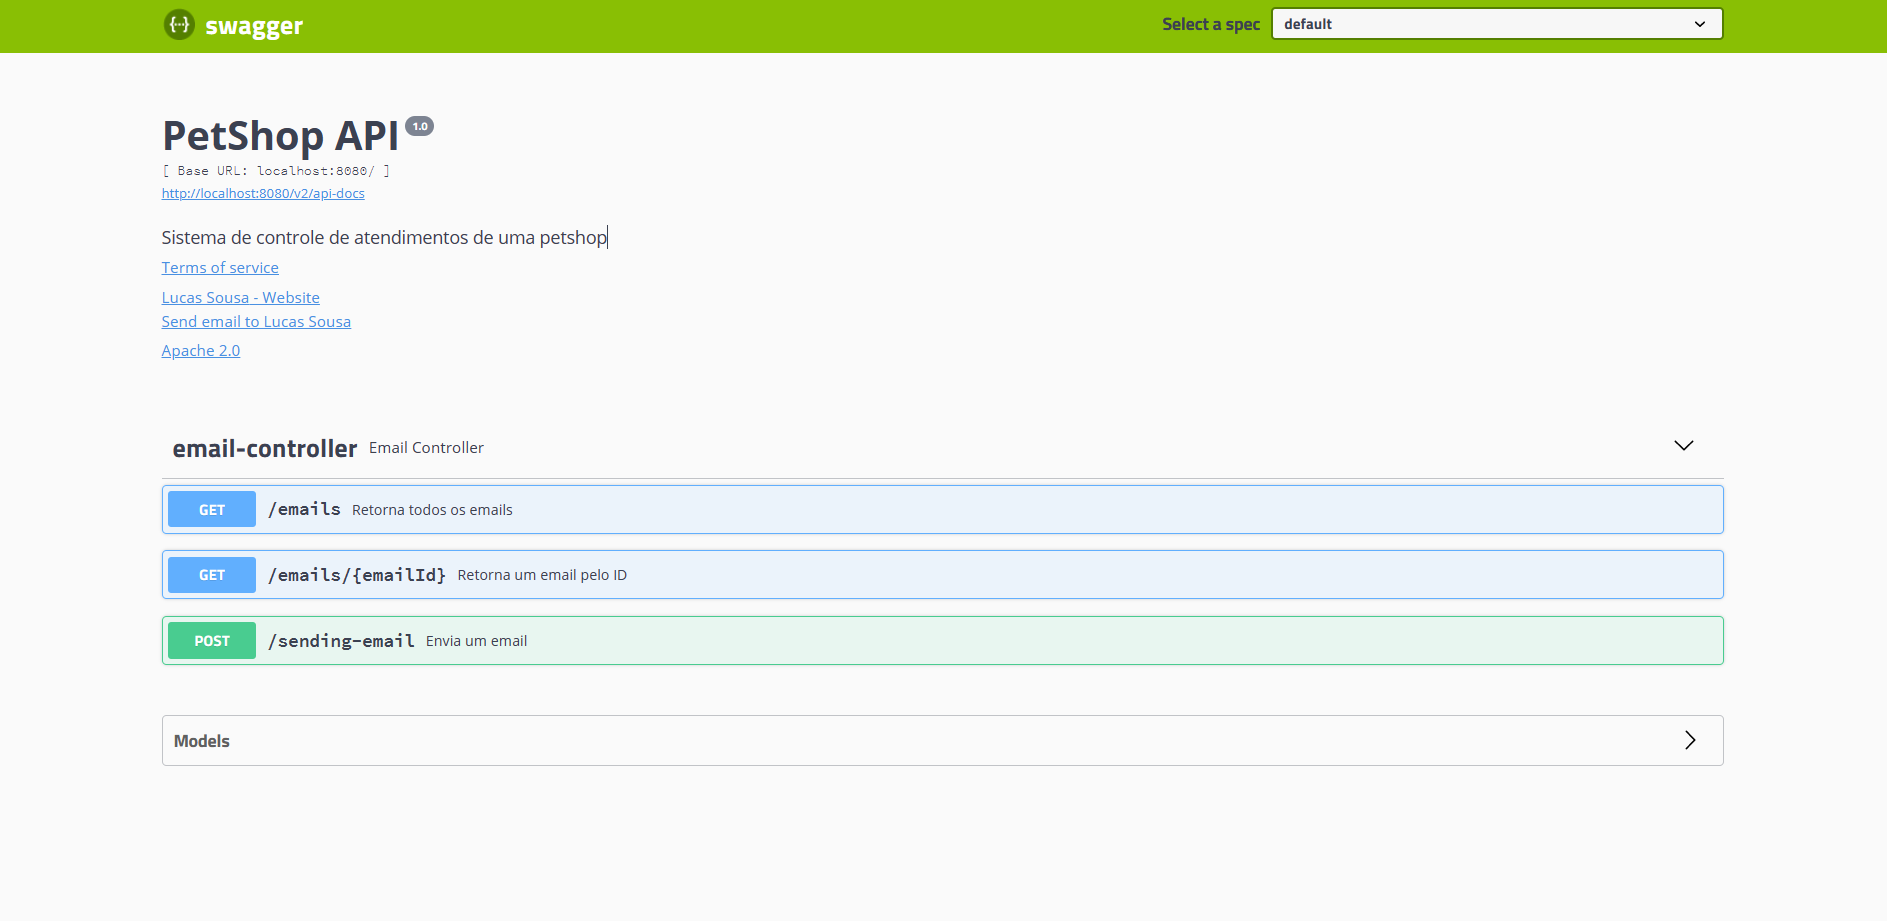 {···} swagger
Select a spec default
PetShop API 1.0
[ Base URL: localhost:8080/ ]
http://localhost:8080/v2/api-docs
Sistema de controle de atendimentos de uma petshop
Terms of service
Lucas Sousa - Website
Send email to Lucas Sousa
Apache 2.0
email-controller Email Controller
GET /emails Retorna todos os emails
GET /emails/{emailId} Retorna um email pelo ID
POST /sending-email Envia um email
Models